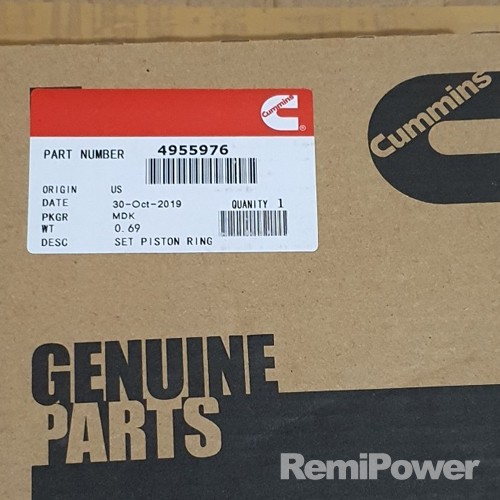 Cummins
Cummins
PART NUMBER 4955976
ORIGIN US
DATE 30-Oct-2019 QUANITY 1
PKGR MDK
WT 0.69
DESC SET PISTON RING
GENUINE
PARTS
RemiPower